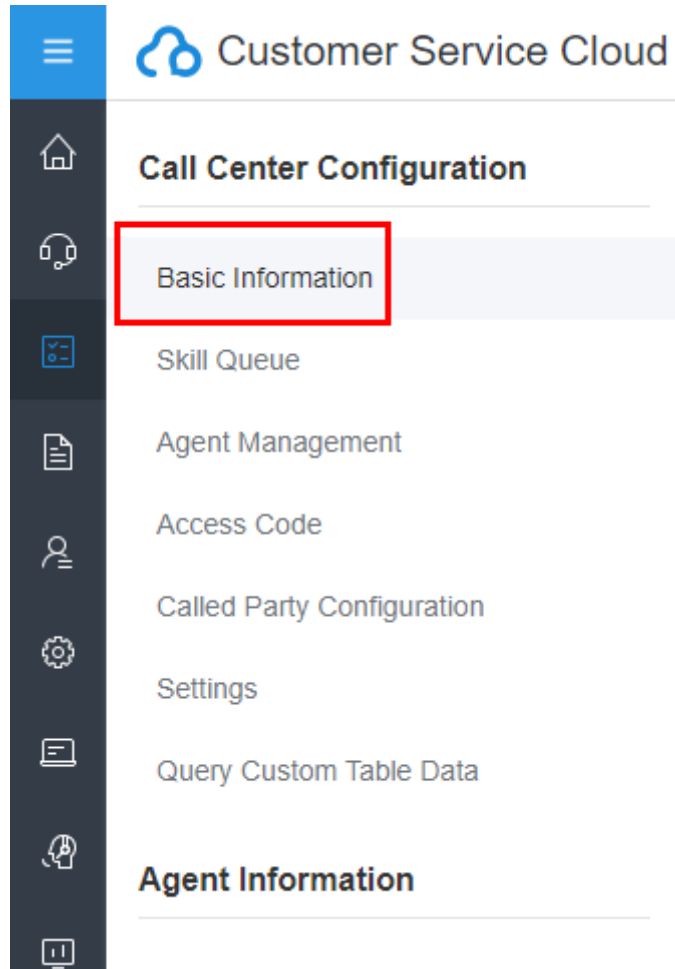 Customer Service Cloud
Call Center Configuration
Basic Information
Skill Queue
Agent Management
Access Code
Called Party Configuration
Settings
Query Custom Table Data
Agent Information